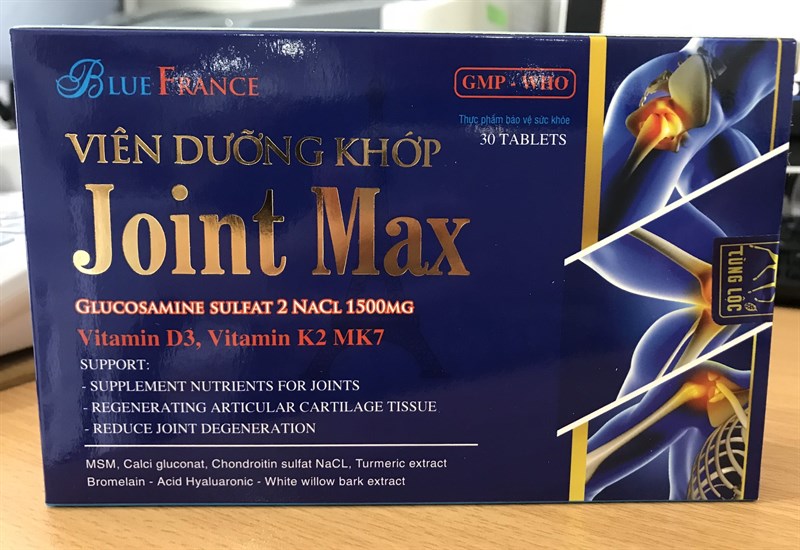 BLUE FRANCE
GMP - WHO
Thực phẩm bảo vệ sức khỏe
30 TABLETS
VIÊN DƯỠNG KHỚP
Joint Max
GLUCOSAMINE SULFAT 2 NACL 1500MG
Vitamin D3, Vitamin K2 MK7
SUPPORT:
- SUPPLEMENT NUTRIENTS FOR JOINTS
- REGENERATING ARTICULAR CARTILAGE TISSUE
- REDUCE JOINT DEGENERATION
MSM, Calci gluconat, Chondroitin sulfat NaCL, Turmeric extract
Bromelain - Acid Hyaluaronic - White willow bark extract
TÙNG LỘC